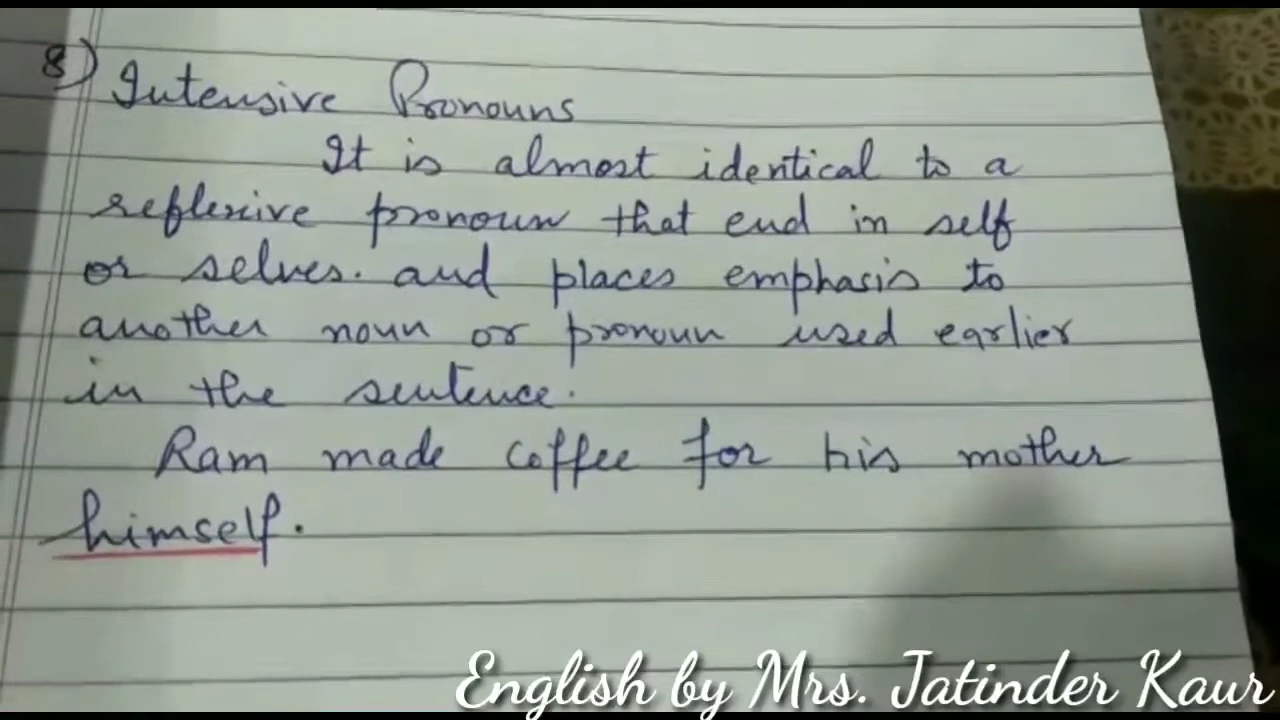 8) Intensive Pronouns
It is almost identical to a
reflexive pronoun that end in self
or selves. and places emphasis to
another noun or pronoun used earlier
in the sentence.
Ram made coffee for his mother
himself.
English by Mrs. Jatinder Kaur